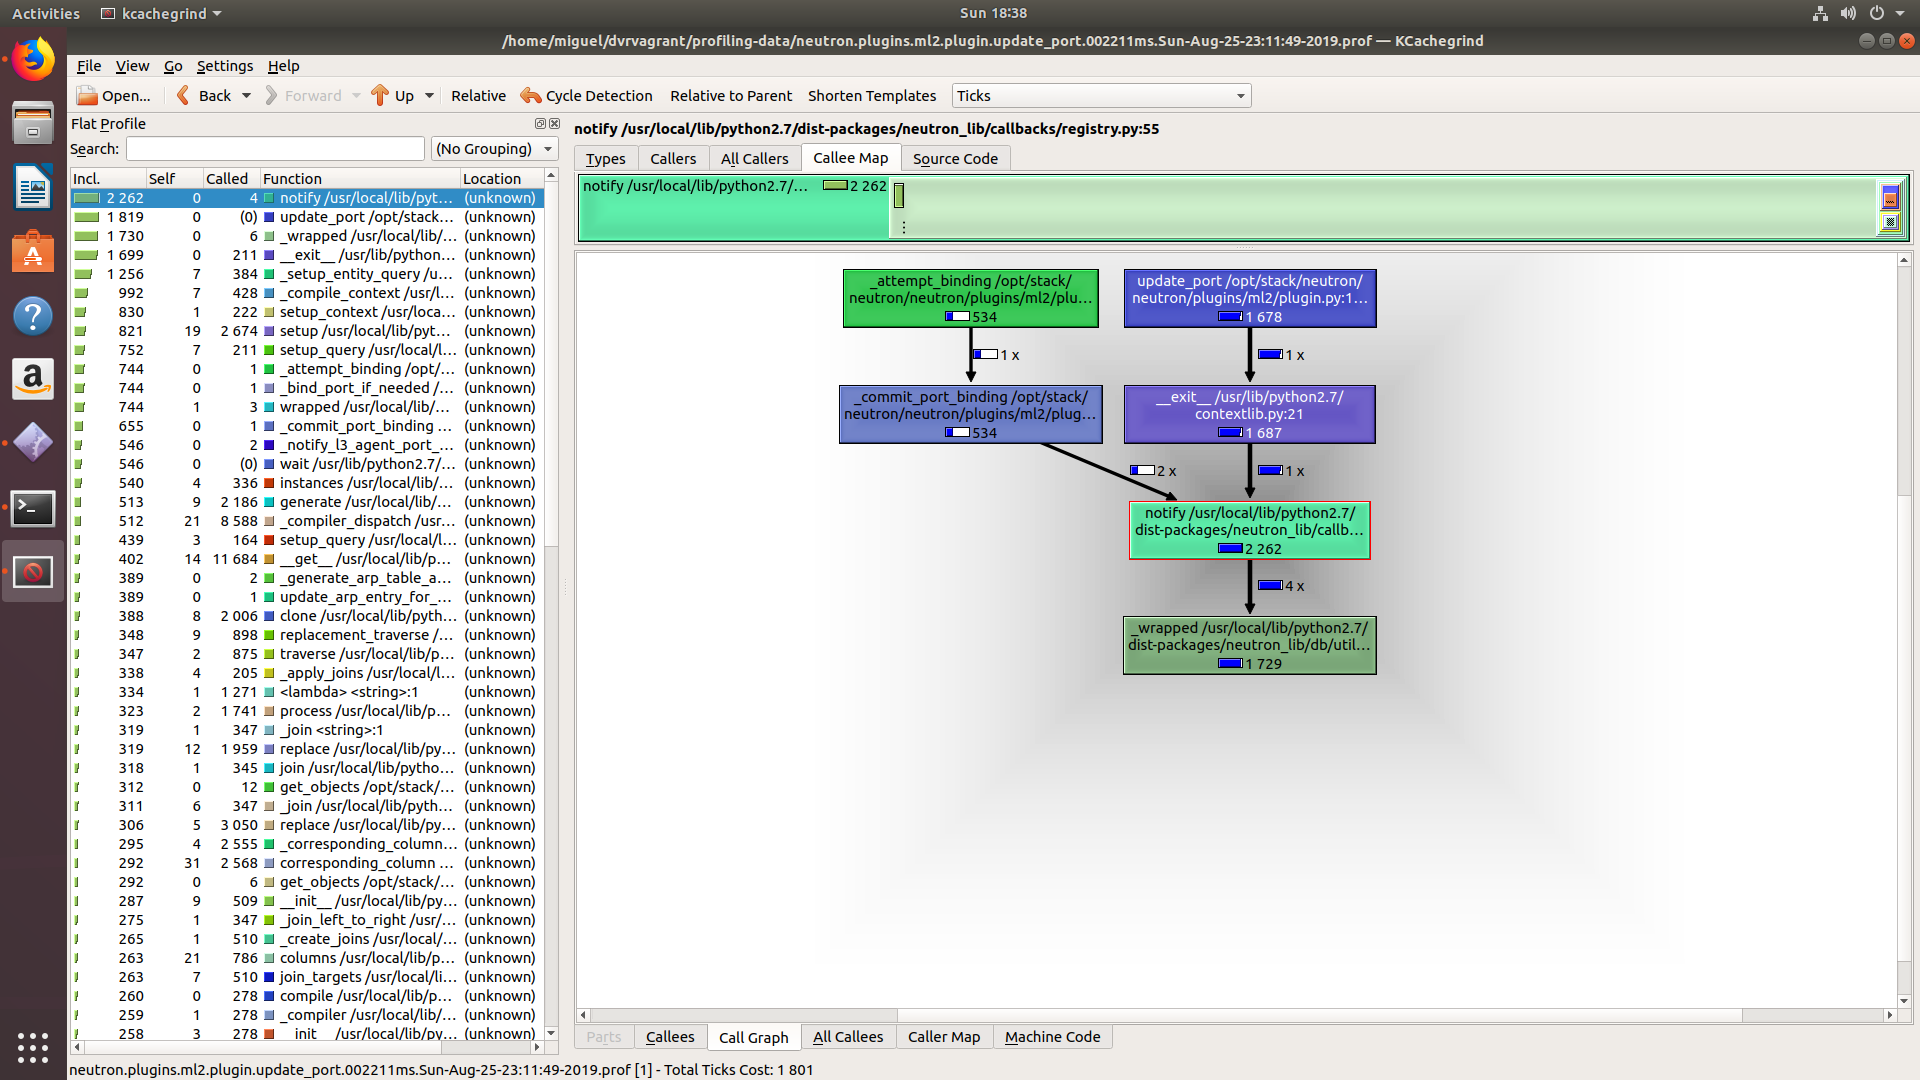 Activities kcachegrind Sun 18:38
/home/miguel/dvrvagrant/profiling-data/neutron.plugins.ml2.plugin.update_port.002211ms.Sun-Aug-25-23:11:49-2019.prof — KCachegrind
File View Go Settings Help
Open... Back Forward Up Relative Cycle Detection Relative to Parent Shorten Templates Ticks
Flat Profile
Search: (No Grouping)
Incl. Self Called Function Location
2 262 0 4 notify /usr/local/lib/pyt... (unknown)
1 819 0 (0) update_port /opt/stack... (unknown)
1 730 0 6 _wrapped /usr/local/lib/... (unknown)
1 699 0 211 __exit__ /usr/lib/python... (unknown)
1 256 7 384 _setup_entity_query /u... (unknown)
992 7 428 _compile_context /usr/l... (unknown)
830 1 222 setup_context /usr/loca... (unknown)
821 19 2 674 setup /usr/local/lib/pyt... (unknown)
752 7 211 setup_query /usr/local/l... (unknown)
744 0 1 _attempt_binding /opt/... (unknown)
744 0 1 _bind_port_if_needed /... (unknown)
744 1 3 wrapped /usr/local/lib/... (unknown)
655 0 1 _commit_port_binding ... (unknown)
546 0 2 _notify_l3_agent_port_... (unknown)
546 0 (0) wait /usr/lib/python2.7/... (unknown)
540 4 336 instances /usr/local/lib/... (unknown)
513 9 2 186 generate /usr/local/lib/... (unknown)
512 21 8 588 _compiler_dispatch /usr... (unknown)
439 3 164 setup_query /usr/local/l... (unknown)
402 14 11 684 __get__ /usr/local/lib/p... (unknown)
389 0 2 _generate_arp_table_a... (unknown)
389 0 1 update_arp_entry_for_... (unknown)
388 8 2 006 clone /usr/local/lib/pyth... (unknown)
348 9 898 replacement_traverse /... (unknown)
347 2 875 traverse /usr/local/lib/p... (unknown)
338 4 205 _apply_joins /usr/local/l... (unknown)
334 1 1 271 <lambda> <string>:1 (unknown)
323 2 1 741 process /usr/local/lib/p... (unknown)
319 1 347 _join <string>:1 (unknown)
319 12 1 959 replace /usr/local/lib/py... (unknown)
318 1 345 join /usr/local/lib/pytho... (unknown)
312 0 12 get_objects /opt/stack/... (unknown)
311 6 347 _join /usr/local/lib/pyth... (unknown)
306 5 3 050 replace /usr/local/lib/py... (unknown)
295 4 2 555 _corresponding_column... (unknown)
292 31 2 568 corresponding_column ... (unknown)
292 0 6 get_objects /opt/stack/... (unknown)
287 9 509 __init__ /usr/local/lib/py... (unknown)
275 1 347 _join_left_to_right /usr/... (unknown)
265 1 510 _create_joins /usr/local/... (unknown)
263 21 786 columns /usr/local/lib/p... (unknown)
263 7 510 join_targets /usr/local/li... (unknown)
260 0 278 compile /usr/local/lib/p... (unknown)
259 1 278 _compiler /usr/local/lib/... (unknown)
258 3 278 __init__ /usr/local/lib/py... (unknown)
notify /usr/local/lib/python2.7/dist-packages/neutron_lib/callbacks/registry.py:55
Types Callers All Callers Callee Map Source Code
notify /usr/local/lib/python2.7/... 2 262
_attempt_binding /opt/stack/
neutron/neutron/plugins/ml2/plu...
534
update_port /opt/stack/neutron/
neutron/plugins/ml2/plugin.py:1...
1 678
1 x
1 x
_commit_port_binding /opt/stack/
neutron/neutron/plugins/ml2/plug...
534
__exit__ /usr/lib/python2.7/
contextlib.py:21
1 687
2 x
1 x
notify /usr/local/lib/python2.7/
dist-packages/neutron_lib/callb...
2 262
4 x
_wrapped /usr/local/lib/python2.7/
dist-packages/neutron_lib/db/util...
1 729
Parts Callees Call Graph All Callees Caller Map Machine Code
neutron.plugins.ml2.plugin.update_port.002211ms.Sun-Aug-25-23:11:49-2019.prof [1] - Total Ticks Cost: 1 801